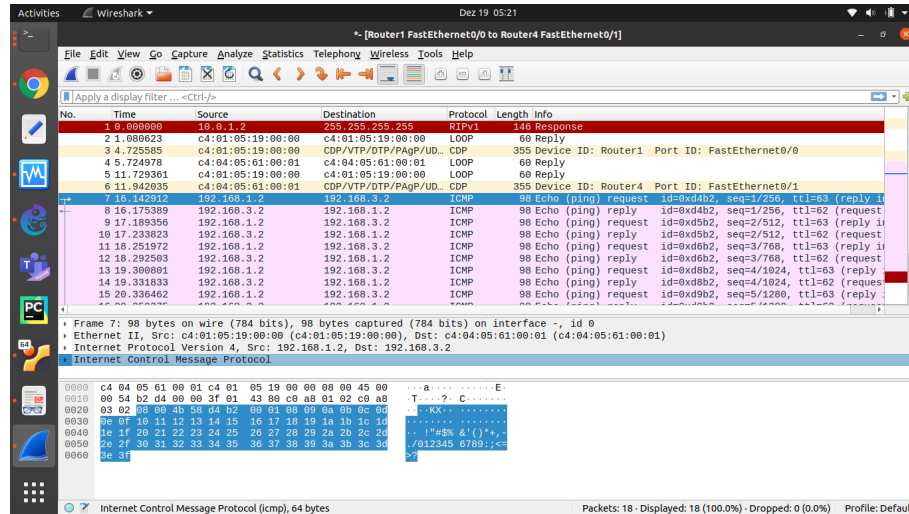 Activities Wireshark Dez 19 05:21
*- [Router1 FastEthernet0/0 to Router4 FastEthernet0/1]
File Edit View Go Capture Analyze Statistics Telephony Wireless Tools Help
Apply a display filter ... <Ctrl-/>
No. Time Source Destination Protocol Length Info
1 0.000000 10.0.1.2 255.255.255.255 RIPv1 146 Response
2 1.080623 c4:01:05:19:00:00 c4:01:05:19:00:00 LOOP 60 Reply
3 4.725585 c4:01:05:19:00:00 CDP/VTP/DTP/PAgP/UD… CDP 355 Device ID: Router1 Port ID: FastEthernet0/0
4 5.724978 c4:04:05:61:00:01 c4:04:05:61:00:01 LOOP 60 Reply
5 11.729361 c4:01:05:19:00:00 c4:01:05:19:00:00 LOOP 60 Reply
6 11.942035 c4:04:05:61:00:01 CDP/VTP/DTP/PAgP/UD… CDP 355 Device ID: Router4 Port ID: FastEthernet0/1
7 16.142912 192.168.1.2 192.168.3.2 ICMP 98 Echo (ping) request id=0xd4b2, seq=1/256, ttl=63 (reply i
8 16.175389 192.168.3.2 192.168.1.2 ICMP 98 Echo (ping) reply id=0xd4b2, seq=1/256, ttl=62 (request
9 17.189356 192.168.1.2 192.168.3.2 ICMP 98 Echo (ping) request id=0xd5b2, seq=2/512, ttl=63 (reply i
10 17.233823 192.168.3.2 192.168.1.2 ICMP 98 Echo (ping) reply id=0xd5b2, seq=2/512, ttl=62 (request
11 18.251972 192.168.1.2 192.168.3.2 ICMP 98 Echo (ping) request id=0xd6b2, seq=3/768, ttl=63 (reply i
12 18.292503 192.168.3.2 192.168.1.2 ICMP 98 Echo (ping) reply id=0xd6b2, seq=3/768, ttl=62 (request
13 19.300801 192.168.1.2 192.168.3.2 ICMP 98 Echo (ping) request id=0xd8b2, seq=4/1024, ttl=63 (reply
14 19.331833 192.168.3.2 192.168.1.2 ICMP 98 Echo (ping) reply id=0xd8b2, seq=4/1024, ttl=62 (reques
15 20.336462 192.168.1.2 192.168.3.2 ICMP 98 Echo (ping) request id=0xd9b2, seq=5/1280, ttl=63 (reply
Frame 7: 98 bytes on wire (784 bits), 98 bytes captured (784 bits) on interface -, id 0
Ethernet II, Src: c4:01:05:19:00:00 (c4:01:05:19:00:00), Dst: c4:04:05:61:00:01 (c4:04:05:61:00:01)
Internet Protocol Version 4, Src: 192.168.1.2, Dst: 192.168.3.2
Internet Control Message Protocol
0000 c4 04 05 61 00 01 c4 01 05 19 00 00 08 00 45 00 ···a···· ······E·
0010 00 54 b2 d4 00 00 3f 01 43 80 c0 a8 01 02 c0 a8 ·T····?· C·······
0020 03 02 08 00 4b 58 d4 b2 00 01 08 09 0a 0b 0c 0d ····KX·· ········
0030 0e 0f 10 11 12 13 14 15 16 17 18 19 1a 1b 1c 1d ········ ········
0040 1e 1f 20 21 22 23 24 25 26 27 28 29 2a 2b 2c 2d ·· !"#$% &'()*+,-
0050 2e 2f 30 31 32 33 34 35 36 37 38 39 3a 3b 3c 3d ./012345 6789:;<=
0060 3e 3f >?
Internet Control Message Protocol (icmp), 64 bytes Packets: 18 · Displayed: 18 (100.0%) · Dropped: 0 (0.0%) Profile: Defaul
PC
64